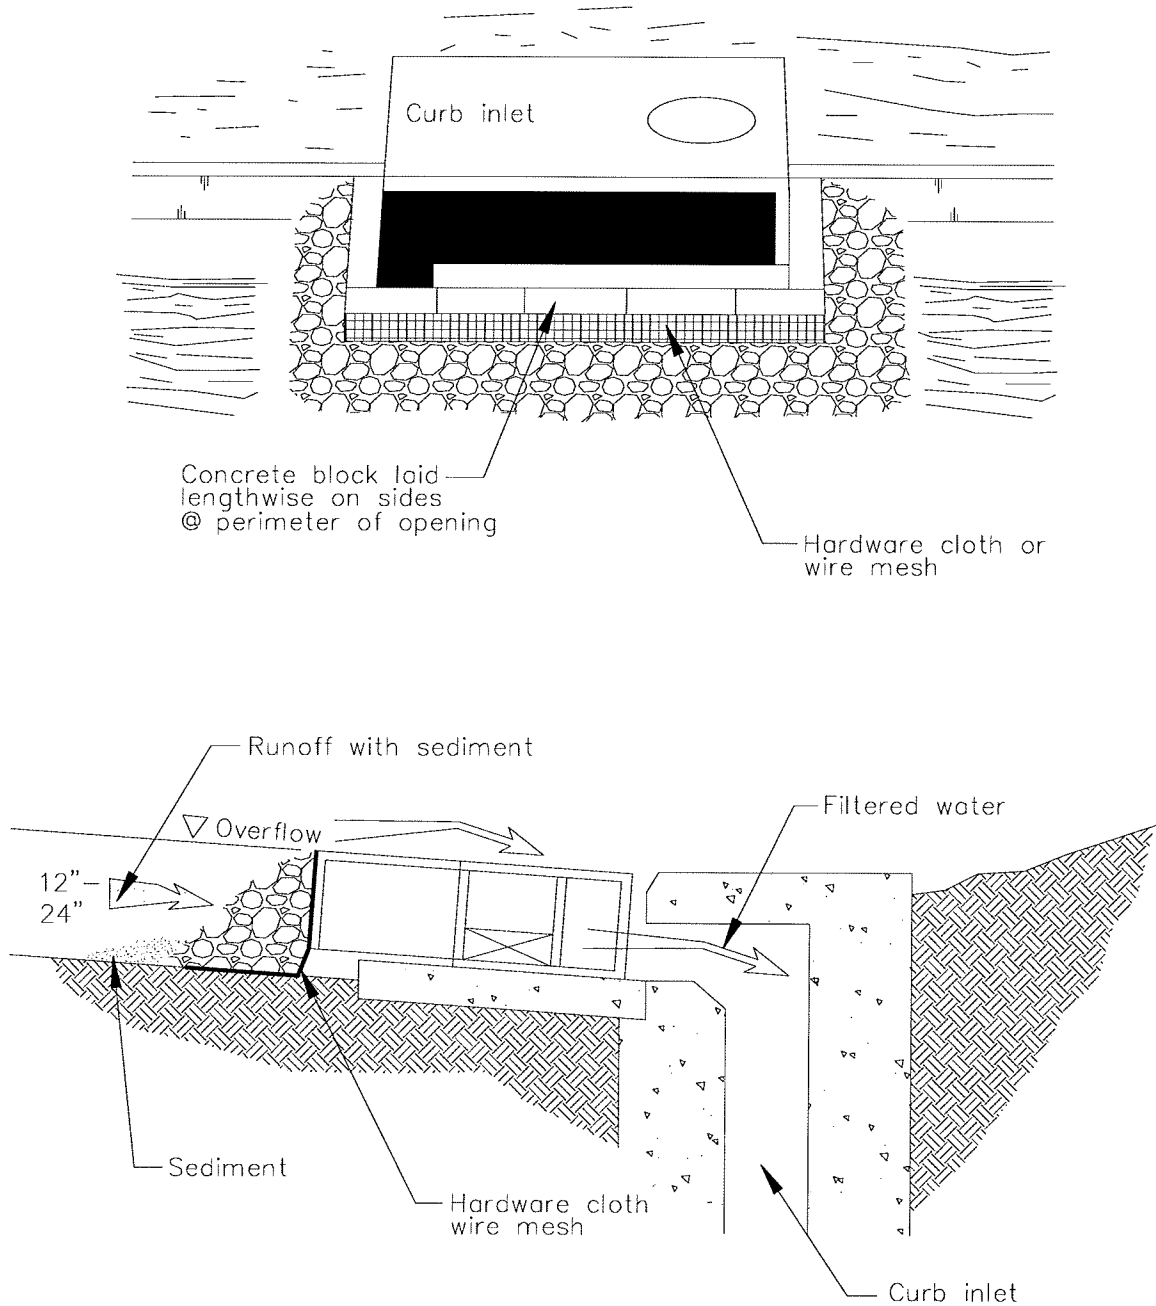 Curb inlet
Concrete block laid
lengthwise on sides
@ perimeter of opening
Hardware cloth or
wire mesh
Runoff with sediment
Filtered water
Overflow
12"-
24"
Sediment
Hardware cloth
wire mesh
Curb inlet